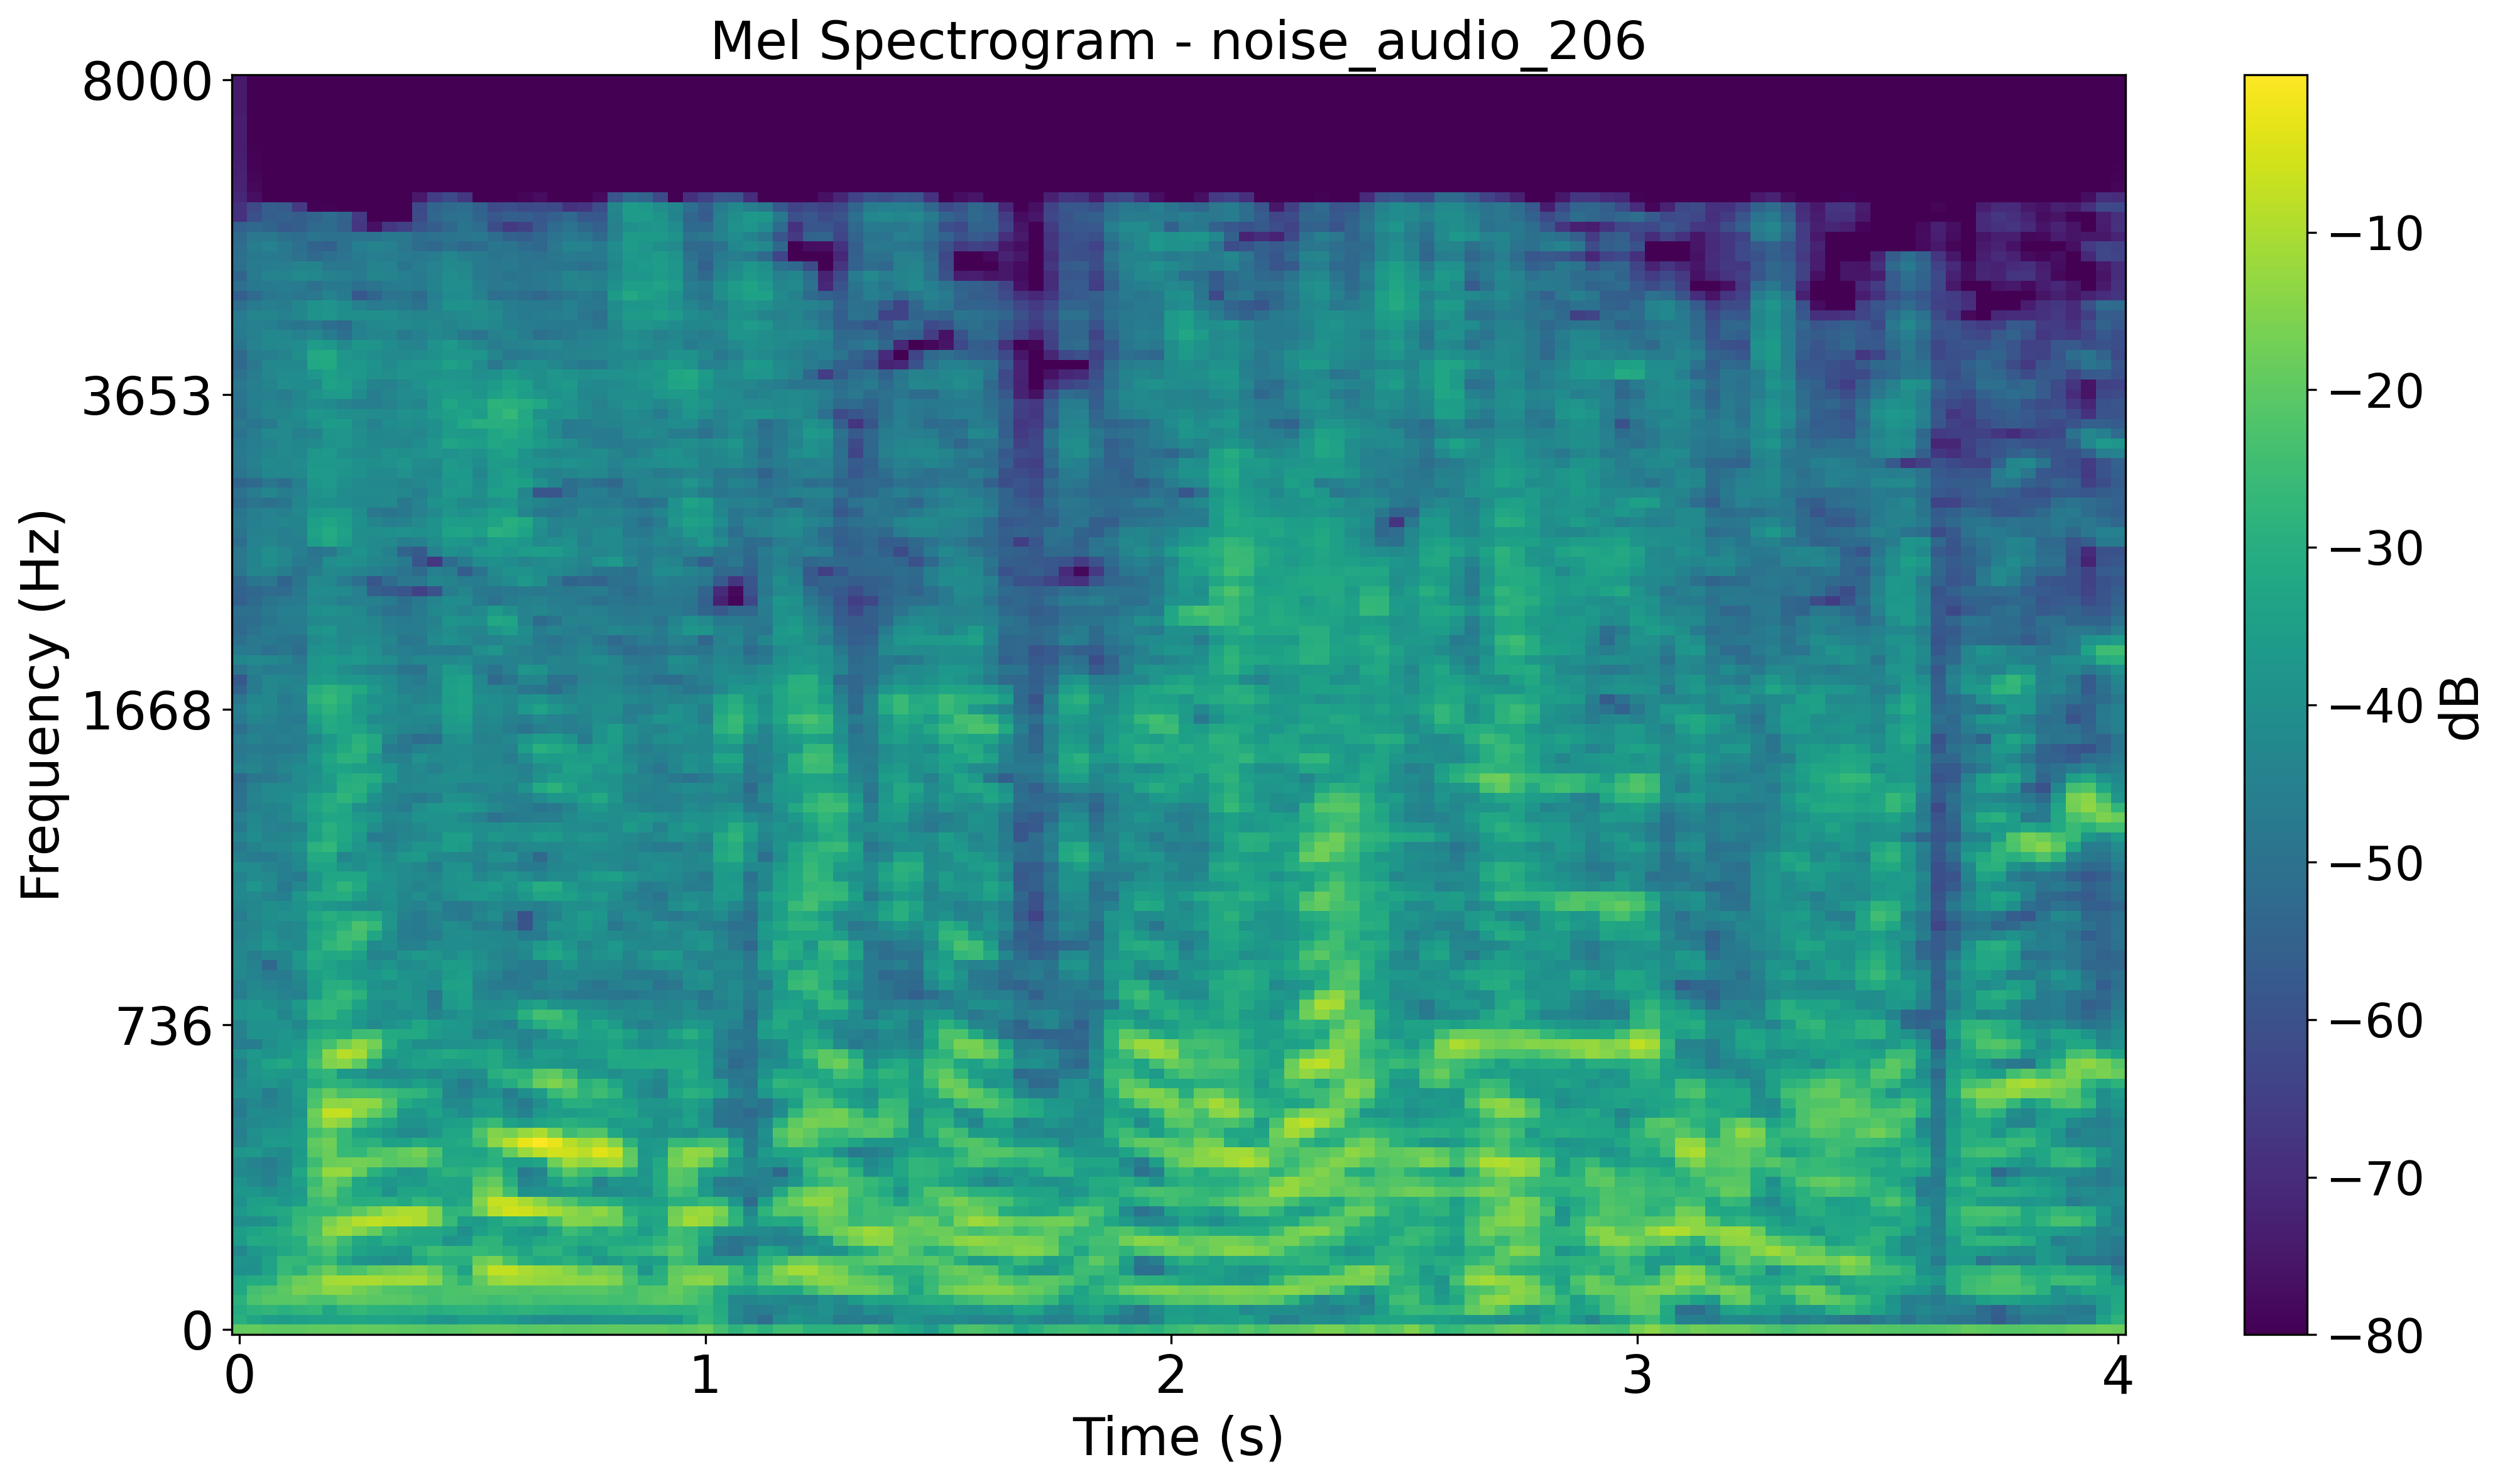 Mel Spectrogram - noise_audio_206
8000
3653
1668
736
0
Frequency (Hz)
0 1 2 3 4
Time (s)
−10
−20
−30
−40
−50
−60
−70
−80
dB